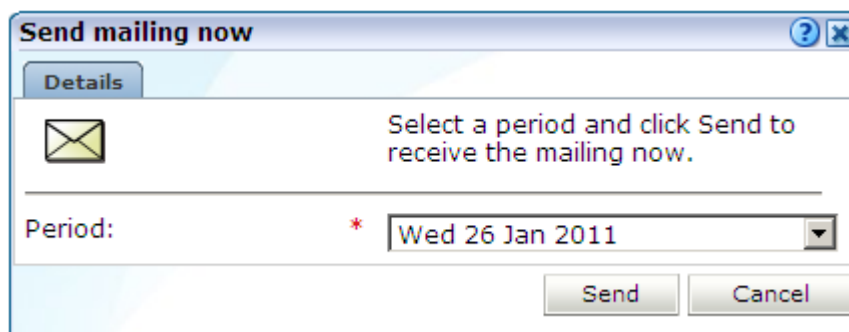 Send mailing now
?
Details
Select a period and click Send to
receive the mailing now.
Period: * Wed 26 Jan 2011
Send Cancel